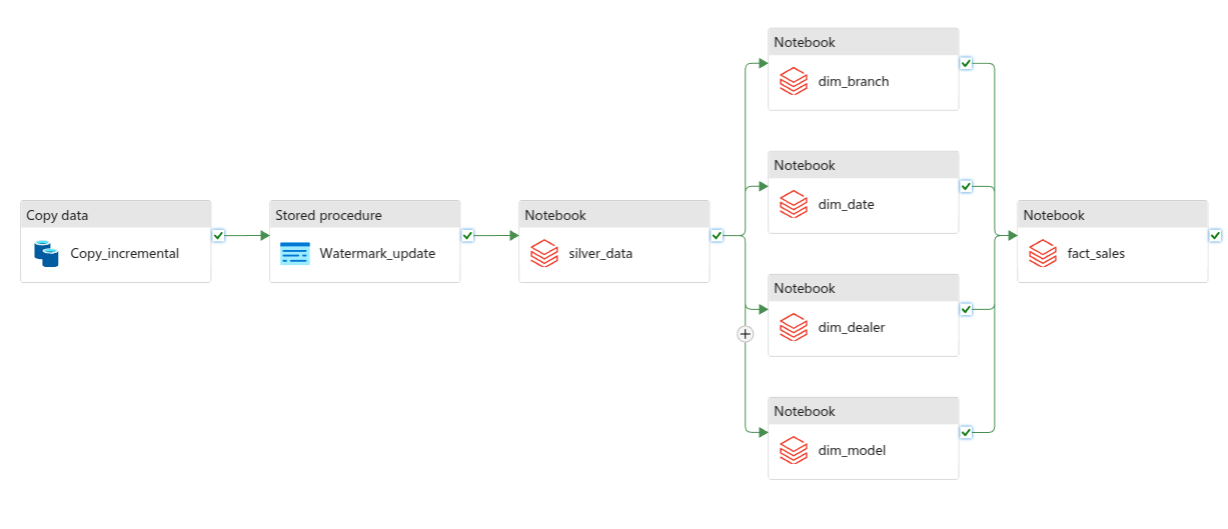 Copy data
Copy_incremental
Stored procedure
Watermark_update
Notebook
silver_data
Notebook
dim_branch
Notebook
dim_date
Notebook
dim_dealer
Notebook
dim_model
Notebook
fact_sales